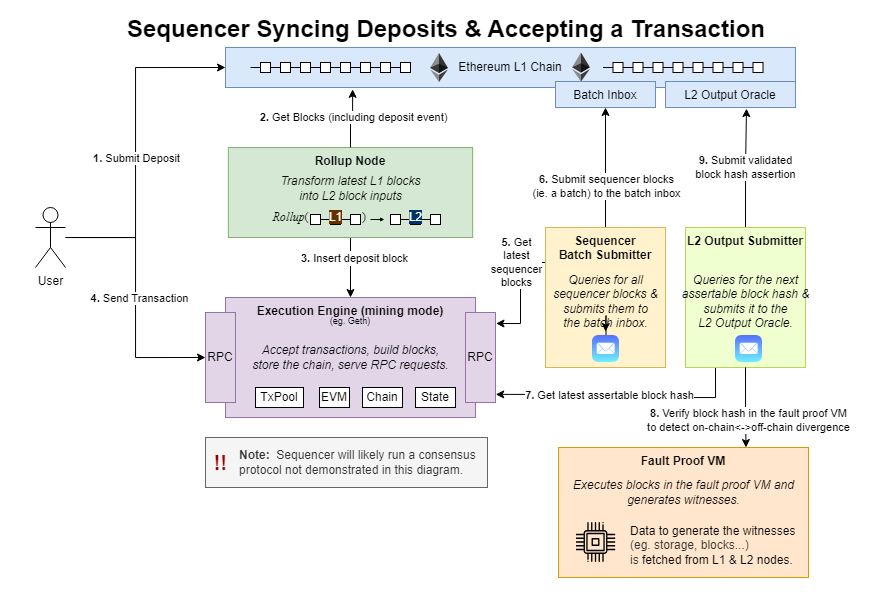 Sequencer Syncing Deposits & Accepting a Transaction
Ethereum L1 Chain
Batch Inbox
L2 Output Oracle
2. Get Blocks (including deposit event)
1. Submit Deposit
Rollup Node
Transform latest L1 blocks
into L2 block inputs
Rollup( L1 ) → L2
6. Submit sequencer blocks
(ie. a batch) to the batch inbox
9. Submit validated
block hash assertion
User
3. Insert deposit block
4. Send Transaction
5. Get
latest
sequencer
blocks
Sequencer
Batch Submitter
Queries for all
sequencer blocks &
submits them to
the batch inbox.
L2 Output Submitter
Queries for the next
assertable block hash &
submits it to the
L2 Output Oracle.
Execution Engine (mining mode)
(eg. Geth)
RPC
Accept transactions, build blocks,
store the chain, serve RPC requests.
RPC
TxPool
EVM
Chain
State
7. Get latest assertable block hash
8. Verify block hash in the fault proof VM
to detect on-chain<->off-chain divergence
!! Note: Sequencer will likely run a consensus
protocol not demonstrated in this diagram.
Fault Proof VM
Executes blocks in the fault proof VM and
generates witnesses.
Data to generate the witnesses
(eg. storage, blocks...)
is fetched from L1 & L2 nodes.